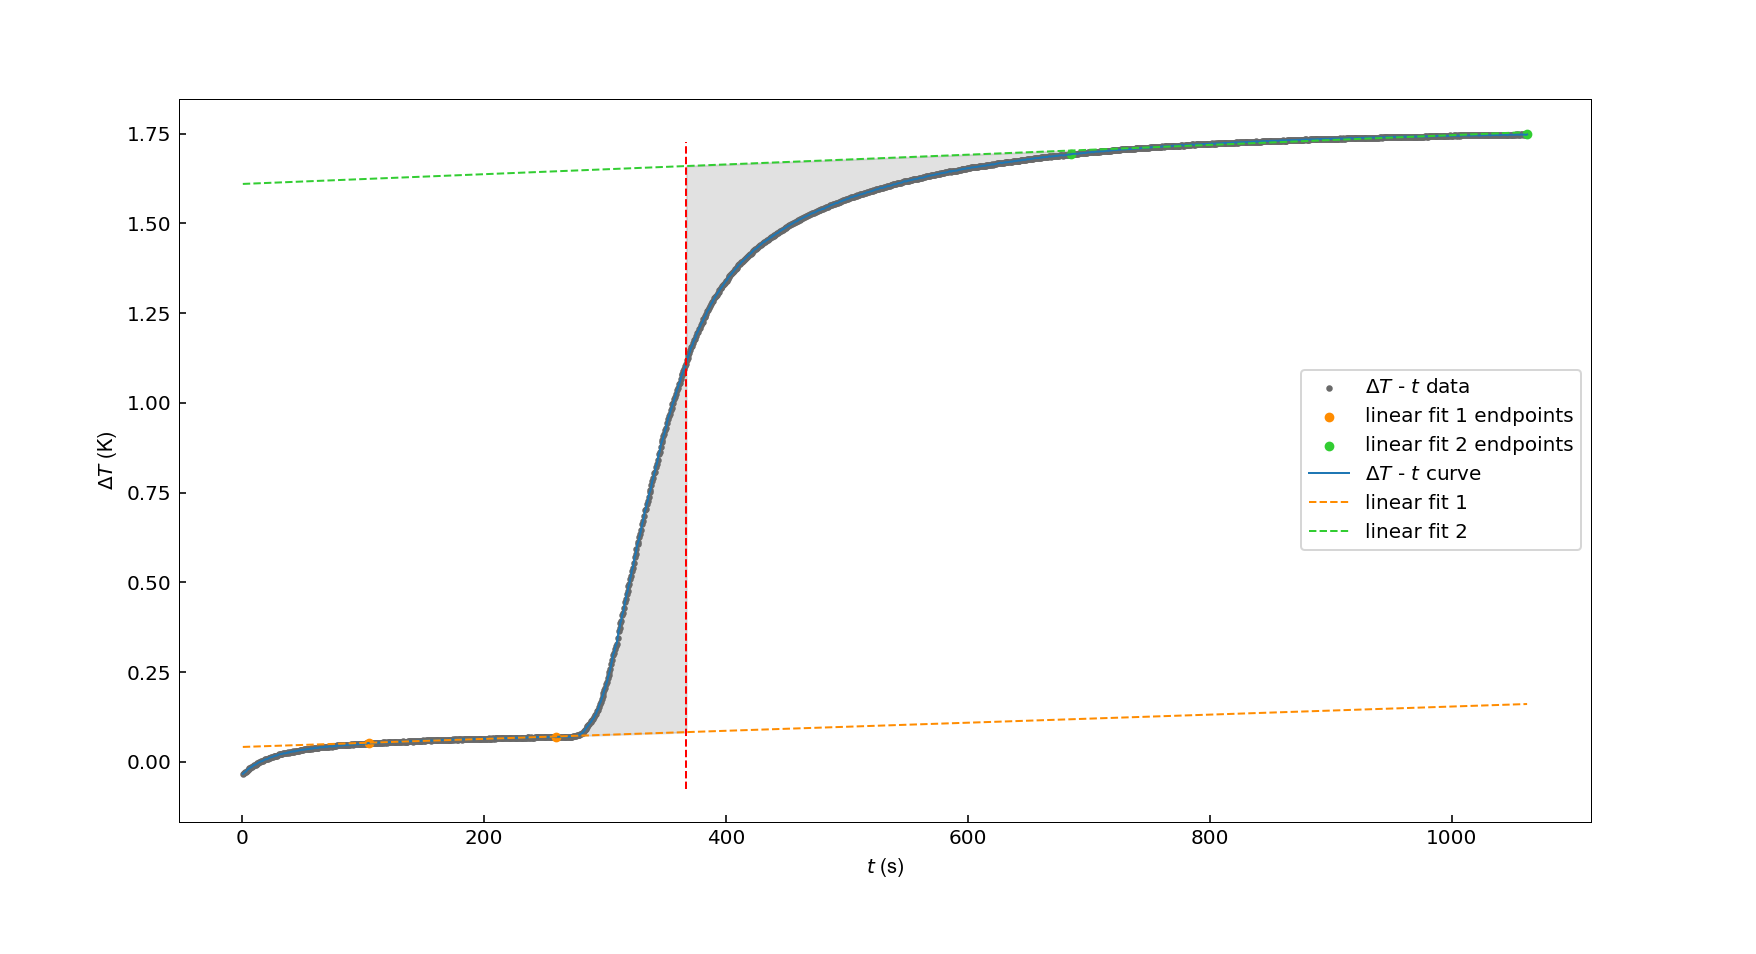 1.75
1.50
1.25
1.00
0.75
0.50
0.25
0.00
ΔT (K)
0 200 400 600 800 1000
t (s)
ΔT - t data
linear fit 1 endpoints
linear fit 2 endpoints
ΔT - t curve
linear fit 1
linear fit 2